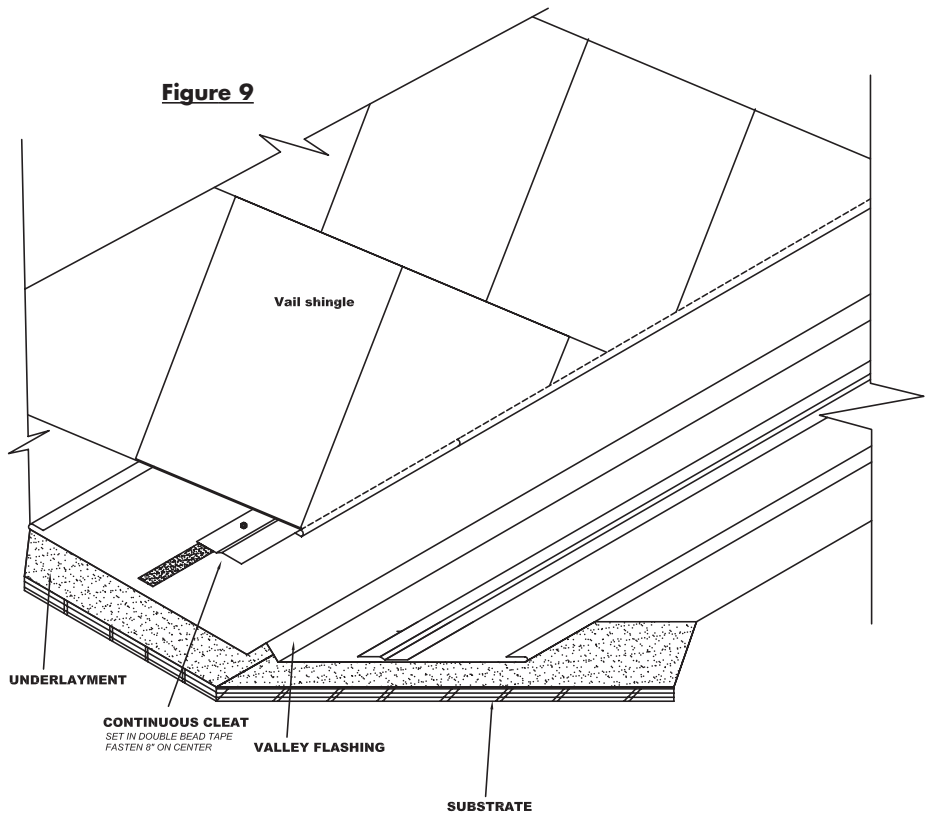 Figure 9
Vail shingle
UNDERLAYMENT
CONTINUOUS CLEAT
SET IN DOUBLE BEAD TAPE
FASTEN 8" ON CENTER
VALLEY FLASHING
SUBSTRATE